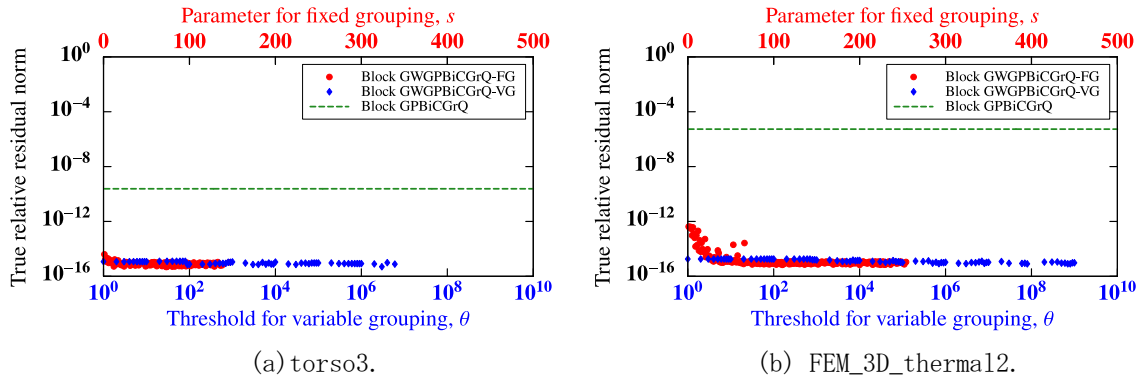 Parameter for fixed grouping, s
0 100 200 300 400 500
True relative residual norm
10^0
10^-4
10^-8
10^-12
10^-16
Block GWGPBiCGrQ-FG
Block GWGPBiCGrQ-VG
Block GPBiCGrQ
10^0 10^2 10^4 10^6 10^8 10^10
Threshold for variable grouping, θ
(a) torso3.
Parameter for fixed grouping, s
0 100 200 300 400 500
True relative residual norm
10^0
10^-4
10^-8
10^-12
10^-16
Block GWGPBiCGrQ-FG
Block GWGPBiCGrQ-VG
Block GPBiCGrQ
10^0 10^2 10^4 10^6 10^8 10^10
Threshold for variable grouping, θ
(b) FEM_3D_thermal2.